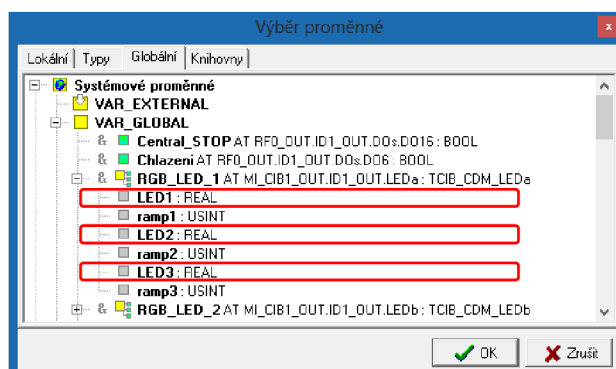 Výběr proměnné
x
Lokální Typy Globální Knihovny
Systémové proměnné
VAR_EXTERNAL
VAR_GLOBAL
& Central_STOP AT RF0_OUT.ID1_OUT.DOs.DO16 : BOOL
& Chlazeni AT RF0_OUT.ID1_OUT.DOs.DO6 : BOOL
& RGB_LED_1 AT MI_CIB1_OUT.ID1_OUT.LEDa : TCIB_CDM_LEDa
LED1 : REAL
ramp1 : USINT
LED2 : REAL
ramp2 : USINT
LED3 : REAL
ramp3 : USINT
& RGB_LED_2 AT MI_CIB1_OUT.ID1_OUT.LEDb : TCIB_CDM_LEDb
OK Zrušit